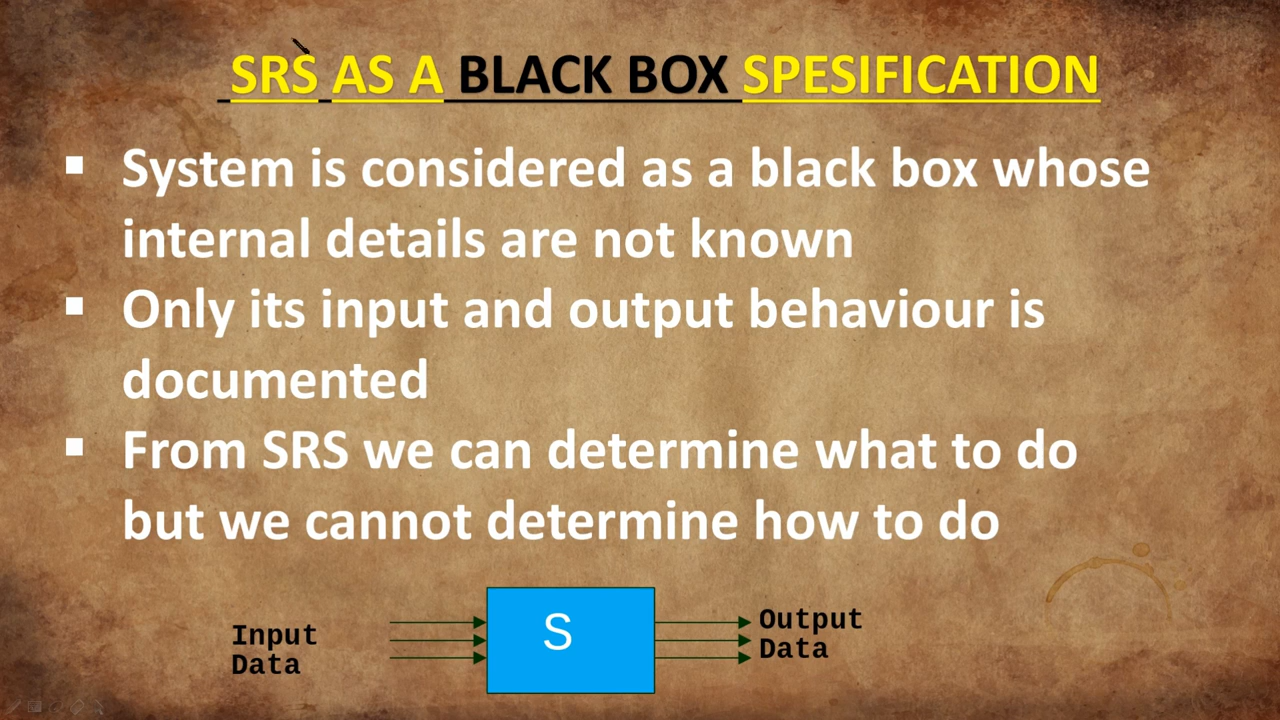 SRS AS A BLACK BOX SPESIFICATION
▪ System is considered as a black box whose
internal details are not known
▪ Only its input and output behaviour is
documented
▪ From SRS we can determine what to do
but we cannot determine how to do
Input
Data
S
Output
Data